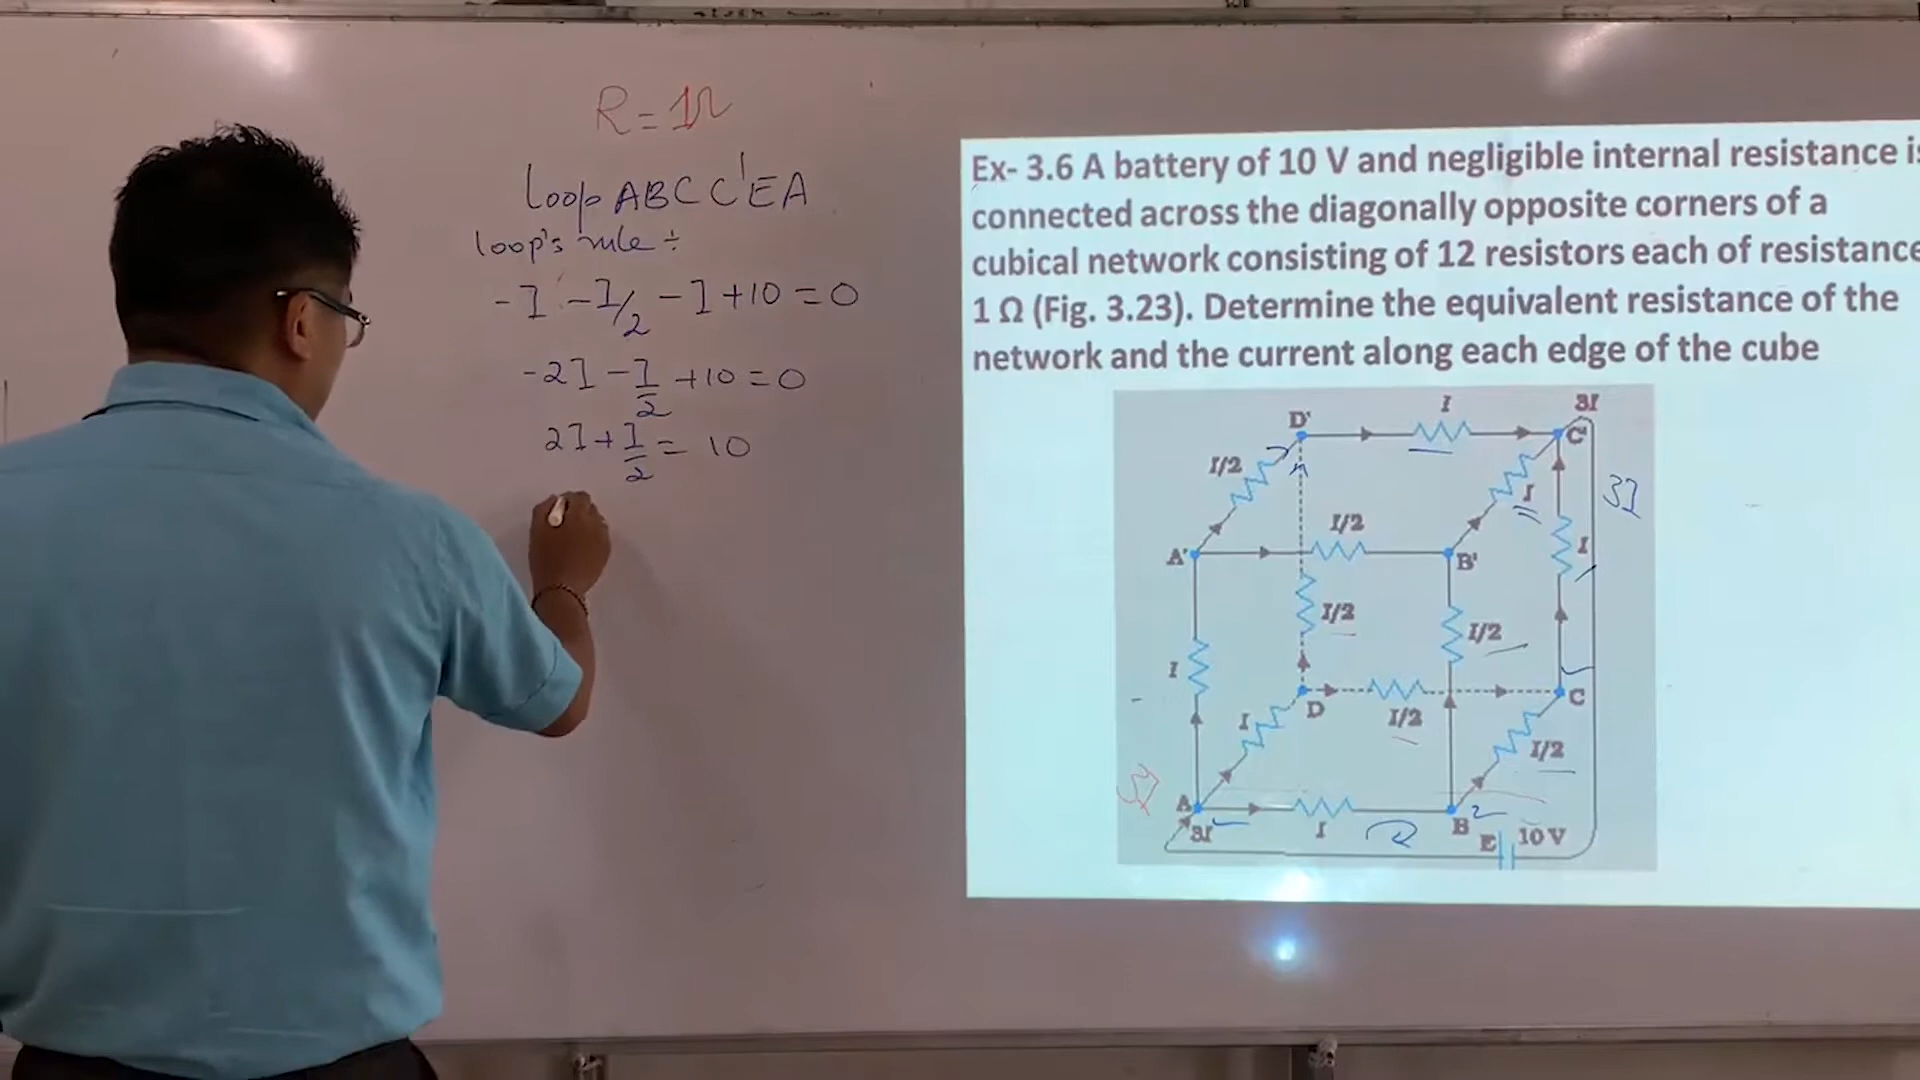 R = 1Ω
Loop ABCC'EA
loop's rule ÷
-I -I/2 -I +10 = 0
-2I - I/2 +10 = 0
2I + I/2 = 10
Ex- 3.6 A battery of 10 V and negligible internal resistance is
connected across the diagonally opposite corners of a
cubical network consisting of 12 resistors each of resistance
1 Ω (Fig. 3.23). Determine the equivalent resistance of the
network and the current along each edge of the cube
I
3I
D'
C'
I/2
I
3I
I/2
I
A'
B'
I/2
I/2
I
D
C
I
I/2
I/2
A
3I
I
B
E
10 V